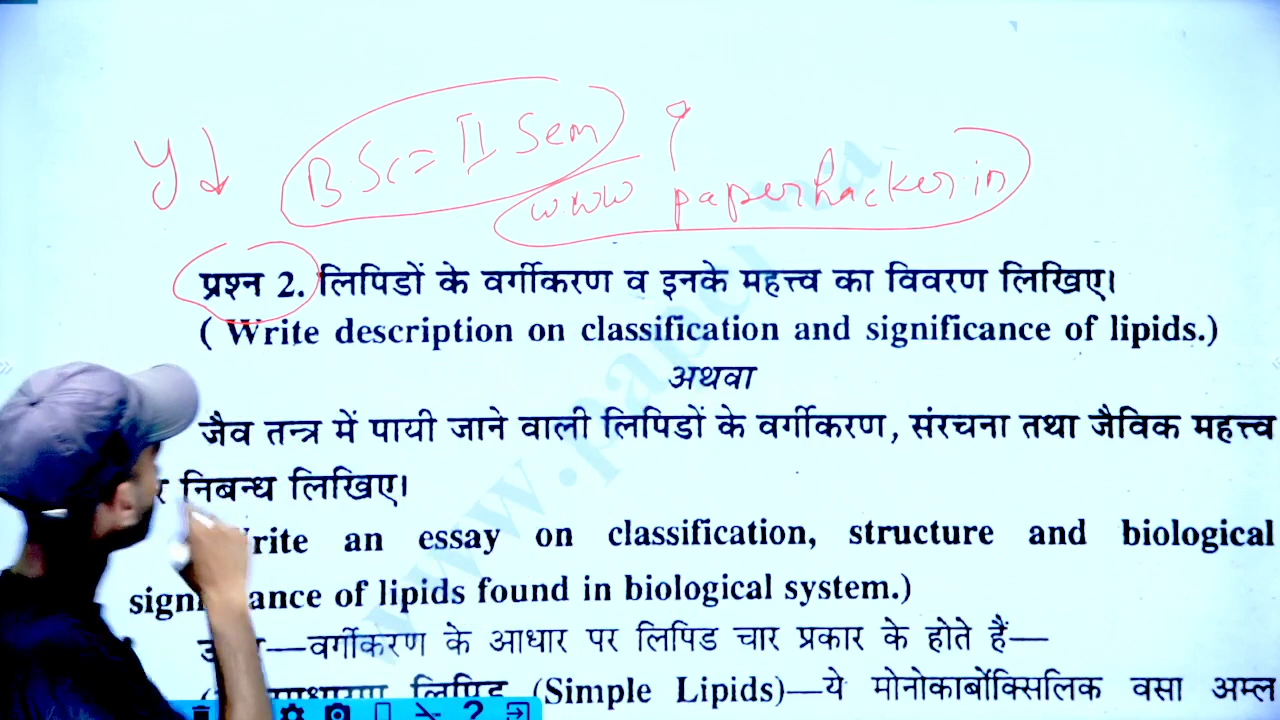 B.Sc = II Sem
www paperhacker.in
प्रश्न 2. लिपिडों के वर्गीकरण व इनके महत्त्व का विवरण लिखिए।
( Write description on classification and significance of lipids.)
अथवा
जैव तन्त्र में पायी जाने वाली लिपिडों के वर्गीकरण, संरचना तथा जैविक महत्त्व
निबन्ध लिखिए।
rite an essay on classification, structure and biological
sign ance of lipids found in biological system.)
—वर्गीकरण के आधार पर लिपिड चार प्रकार के होते हैं—
लिपिड (Simple Lipids)—ये मोनोकार्बोक्सिलिक वसा अम्ल